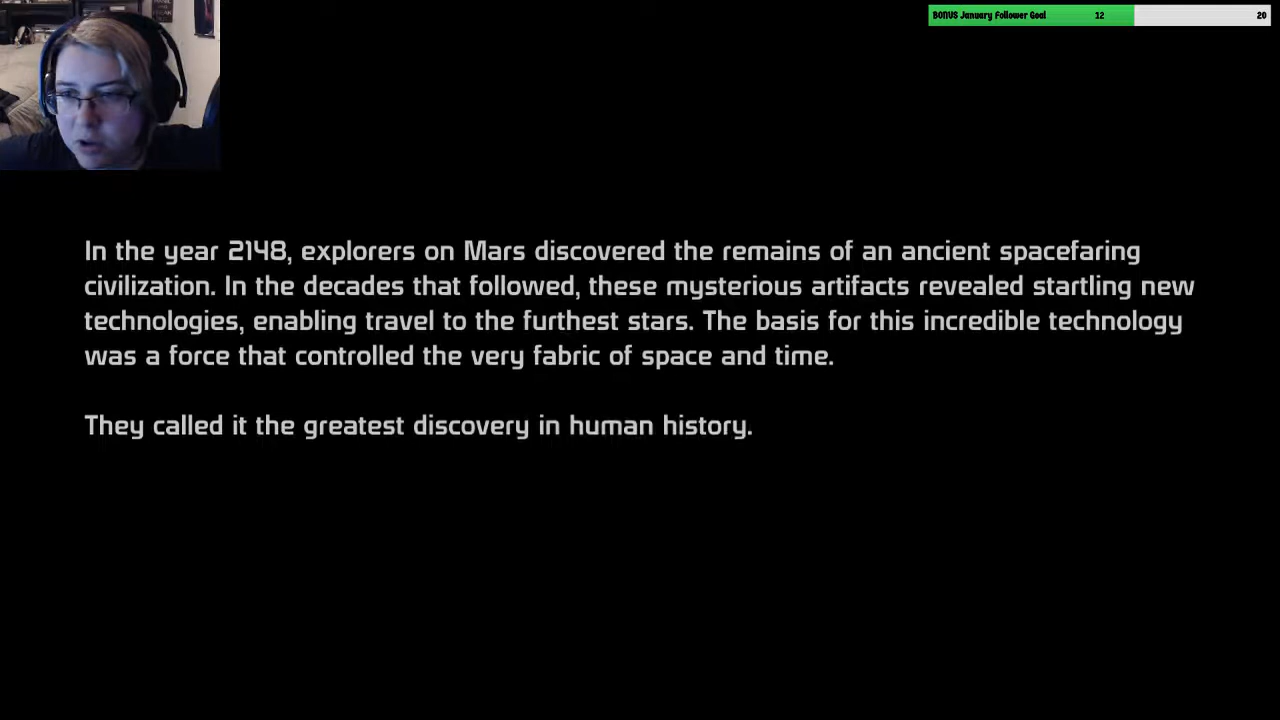 BONUS January Follower Goal 12 20
In the year 2148, explorers on Mars discovered the remains of an ancient spacefaring
civilization. In the decades that followed, these mysterious artifacts revealed startling new
technologies, enabling travel to the furthest stars. The basis for this incredible technology
was a force that controlled the very fabric of space and time.
They called it the greatest discovery in human history.